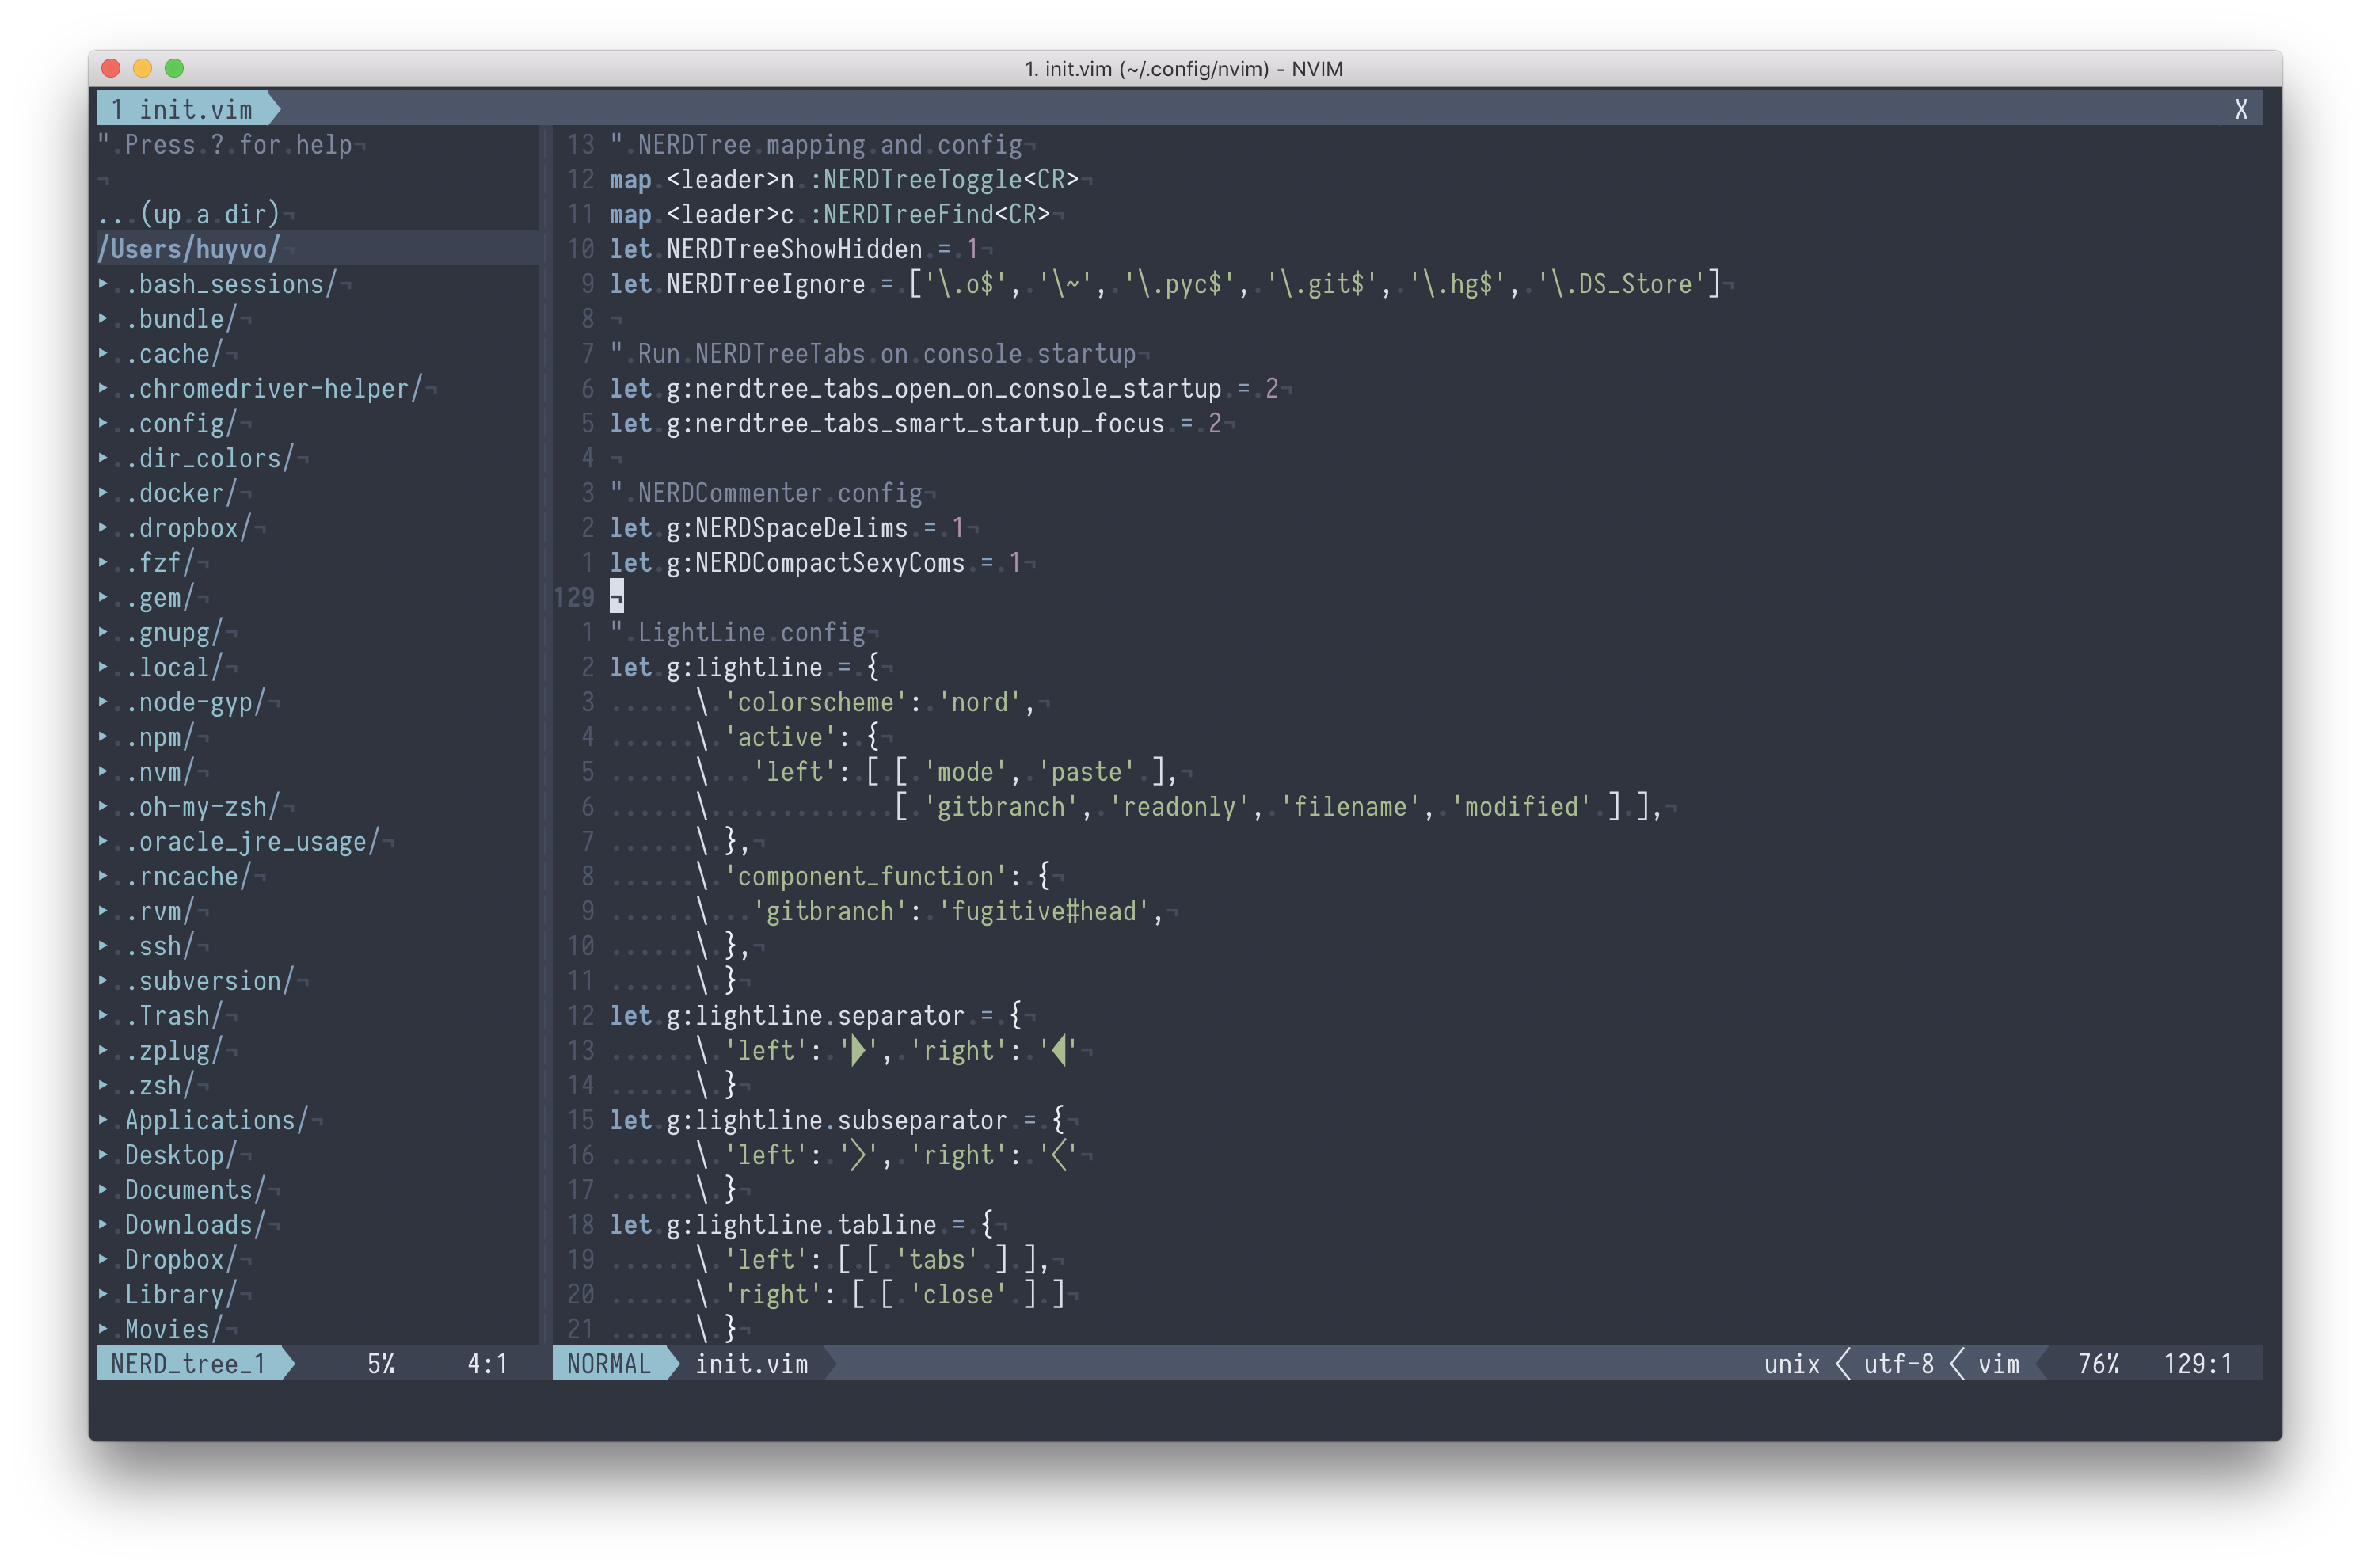 1. init.vim (~/.config/nvim) - NVIM
1 init.vim X
" Press ? for help¬
¬
.. (up a dir)¬
/Users/huyvo/¬
▸ .bash_sessions/¬
▸ .bundle/¬
▸ .cache/¬
▸ .chromedriver-helper/¬
▸ .config/¬
▸ .dir_colors/¬
▸ .docker/¬
▸ .dropbox/¬
▸ .fzf/¬
▸ .gem/¬
▸ .gnupg/¬
▸ .local/¬
▸ .node-gyp/¬
▸ .npm/¬
▸ .nvm/¬
▸ .oh-my-zsh/¬
▸ .oracle_jre_usage/¬
▸ .rncache/¬
▸ .rvm/¬
▸ .ssh/¬
▸ .subversion/¬
▸ .Trash/¬
▸ .zplug/¬
▸ .zsh/¬
▸ Applications/¬
▸ Desktop/¬
▸ Documents/¬
▸ Downloads/¬
▸ Dropbox/¬
▸ Library/¬
▸ Movies/¬
NERD_tree_1 5% 4:1
13 " NERDTree mapping and config¬
12 map <leader>n :NERDTreeToggle<CR>¬
11 map <leader>c :NERDTreeFind<CR>¬
10 let NERDTreeShowHidden = 1¬
9 let NERDTreeIgnore = ['\.o$', '\~', '\.pyc$', '\.git$', '\.hg$', '\.DS_Store']¬
8 ¬
7 " Run NERDTreeTabs on console startup¬
6 let g:nerdtree_tabs_open_on_console_startup = 2¬
5 let g:nerdtree_tabs_smart_startup_focus = 2¬
4 ¬
3 " NERDCommenter config¬
2 let g:NERDSpaceDelims = 1¬
1 let g:NERDCompactSexyComs = 1¬
129 ¬
1 " LightLine config¬
2 let g:lightline = {¬
3       \ 'colorscheme': 'nord',¬
4       \ 'active': {¬
5       \   'left': [ [ 'mode', 'paste' ],¬
6       \             [ 'gitbranch', 'readonly', 'filename', 'modified' ] ],¬
7       \ },¬
8       \ 'component_function': {¬
9       \   'gitbranch': 'fugitive#head',¬
10       \ },¬
11       \ }¬
12 let g:lightline.separator = {¬
13       \ 'left': '', 'right': ''¬
14       \ }¬
15 let g:lightline.subseparator = {¬
16       \ 'left': '', 'right': ''¬
17       \ }¬
18 let g:lightline.tabline = {¬
19       \ 'left': [ [ 'tabs' ] ],¬
20       \ 'right': [ [ 'close' ] ]¬
21       \ }¬
NORMAL init.vim unix utf-8 vim 76% 129:1